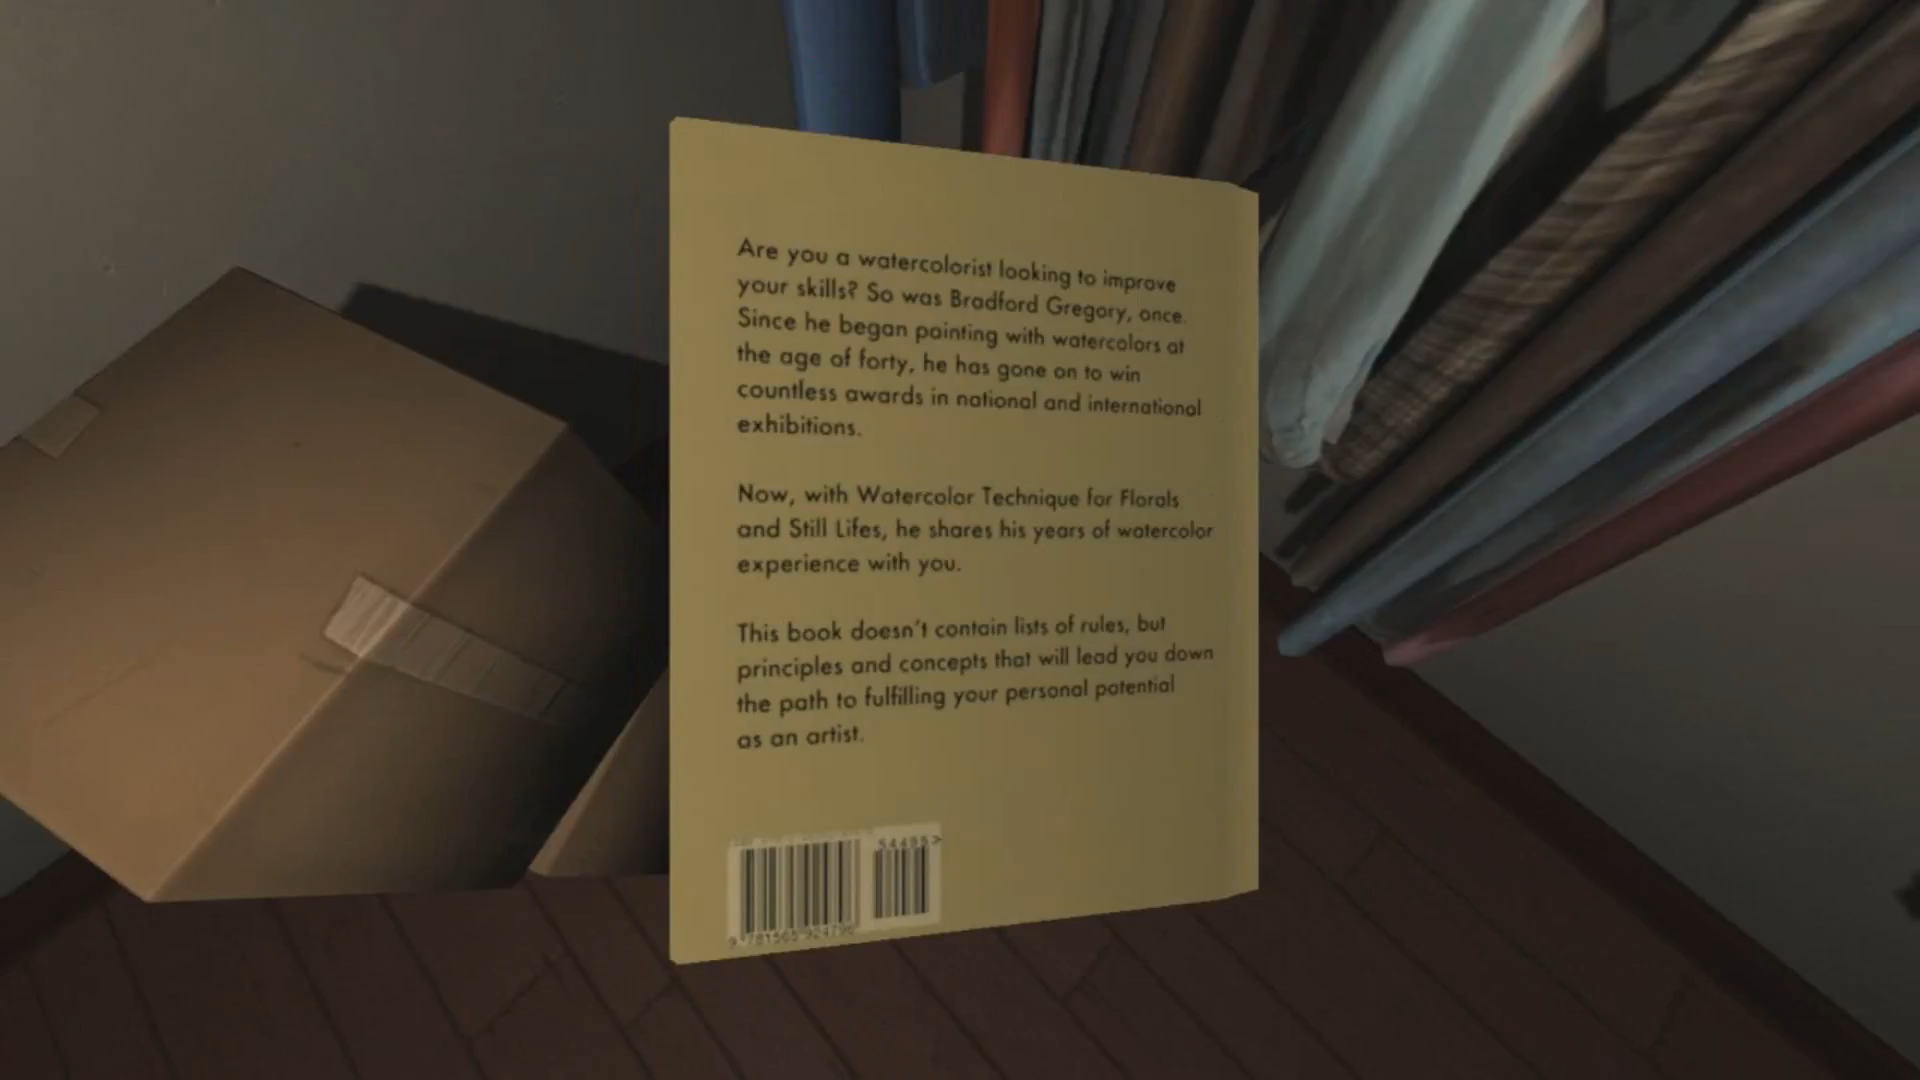 Are you a watercolorist looking to improve
your skills? So was Bradford Gregory, once.
Since he began painting with watercolors at
the age of forty, he has gone on to win
countless awards in national and international
exhibitions.
Now, with Watercolor Technique for Florals
and Still Lifes, he shares his years of watercolor
experience with you.
This book doesn't contain lists of rules, but
principles and concepts that will lead you down
the path to fulfilling your personal potential
as an artist.
54495>
9 781565 924796